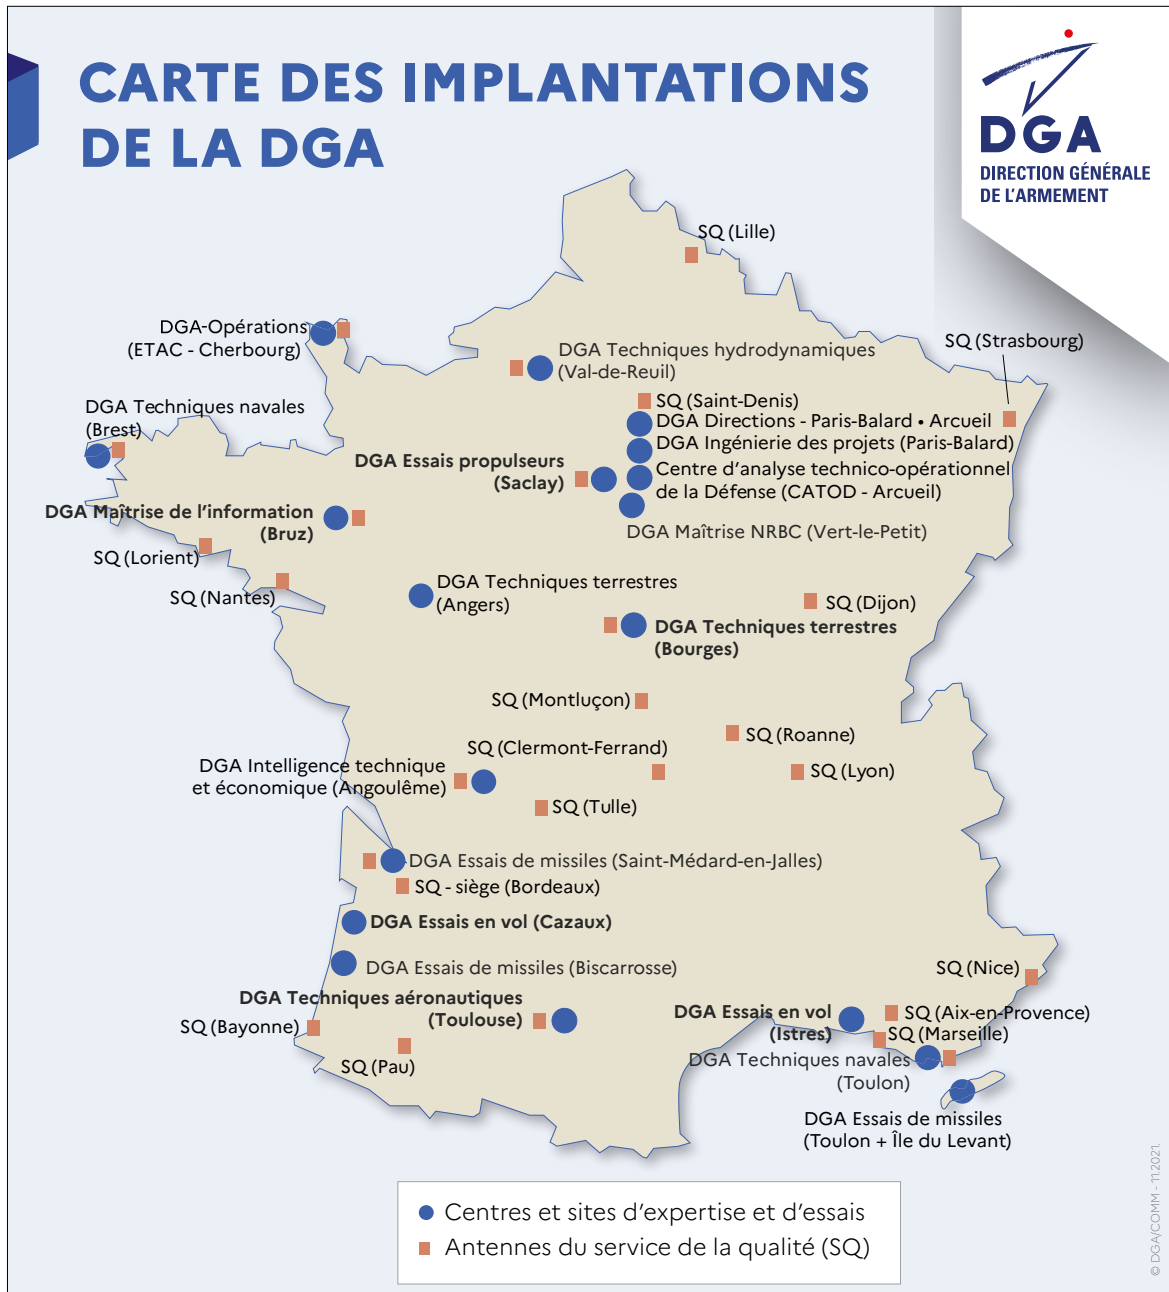 CARTE DES IMPLANTATIONS
DE LA DGA
DGA
DIRECTION GÉNÉRALE
DE L'ARMEMENT
SQ (Lille)
DGA-Opérations
(ETAC - Cherbourg)
SQ (Strasbourg)
DGA Techniques hydrodynamiques
(Val-de-Reuil)
SQ (Saint-Denis)
DGA Techniques navales
(Brest)
DGA Directions - Paris-Balard • Arcueil
DGA Ingénierie des projets (Paris-Balard)
DGA Essais propulseurs
(Saclay)
Centre d'analyse technico-opérationnel
de la Défense (CATOD - Arcueil)
DGA Maîtrise de l'information
(Bruz)
DGA Maîtrise NRBC (Vert-le-Petit)
SQ (Lorient)
SQ (Nantes)
DGA Techniques terrestres
(Angers)
SQ (Dijon)
DGA Techniques terrestres
(Bourges)
SQ (Montluçon)
SQ (Roanne)
SQ (Clermont-Ferrand)
DGA Intelligence technique
et économique (Angoulême)
SQ (Lyon)
SQ (Tulle)
DGA Essais de missiles (Saint-Médard-en-Jalles)
SQ - siège (Bordeaux)
DGA Essais en vol (Cazaux)
DGA Essais de missiles (Biscarrosse)
SQ (Nice)
DGA Techniques aéronautiques
(Toulouse)
DGA Essais en vol
(Istres)
SQ (Aix-en-Provence)
SQ (Bayonne)
SQ (Marseille)
SQ (Pau)
DGA Techniques navales
(Toulon)
DGA Essais de missiles
(Toulon + Île du Levant)
Centres et sites d'expertise et d'essais
Antennes du service de la qualité (SQ)
© DGA/COMM - 11.2021.